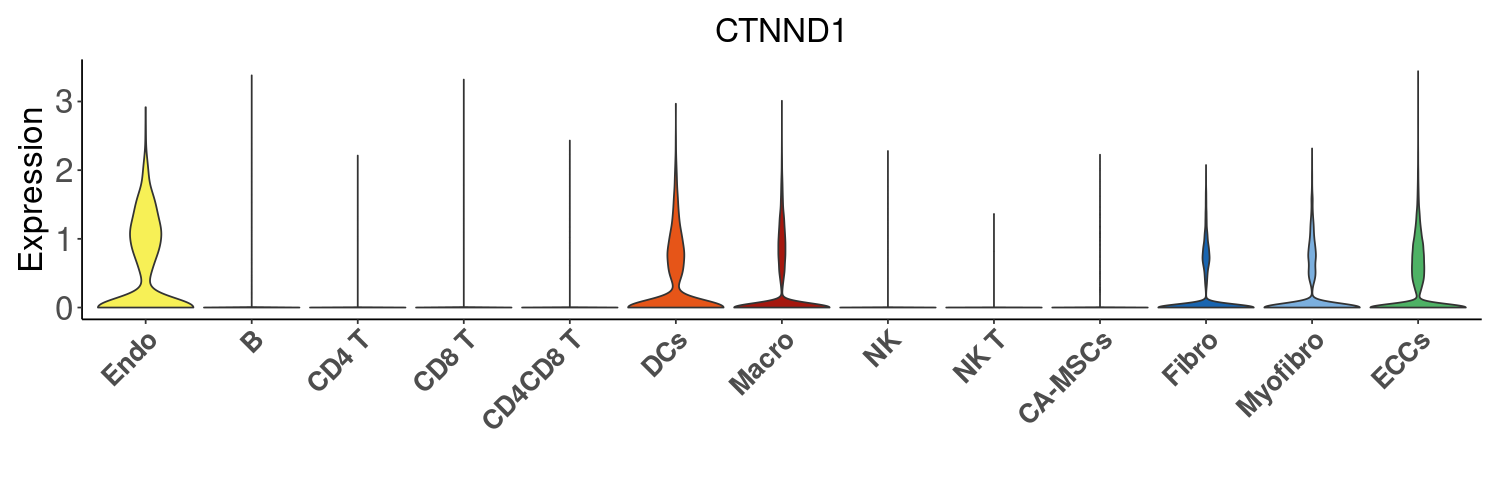 CTNND1
Expression
3
2
1
0
Endo
B
CD4 T
CD8 T
CD4CD8 T
DCs
Macro
NK
NK T
CA-MSCs
Fibro
Myofibro
ECCs